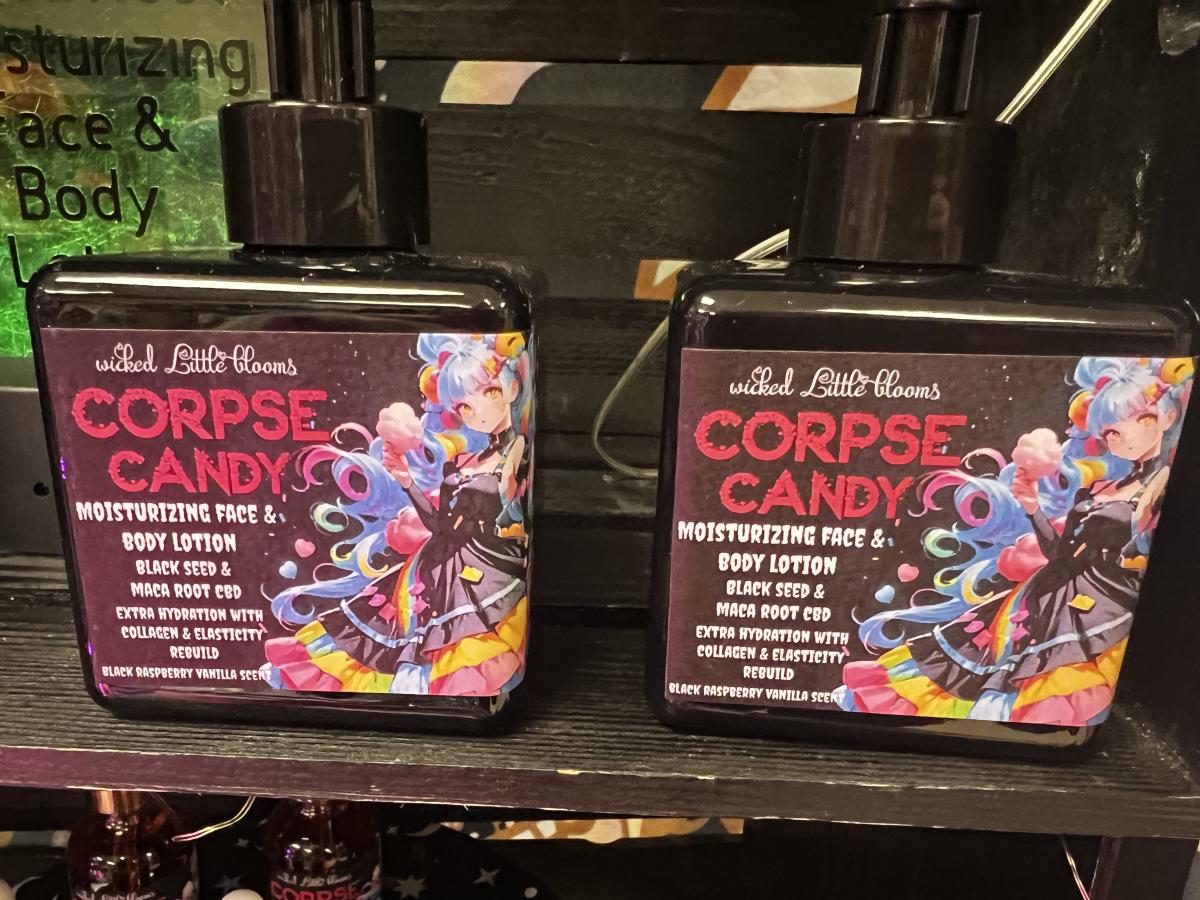 sturizing
Face &
Body
wicked Little blooms
CORPSE
CANDY
MOISTURIZING FACE &
BODY LOTION
BLACK SEED &
MACA ROOT CBD
EXTRA HYDRATION WITH
COLLAGEN & ELASTICITY
REBUILD
BLACK RASPBERRY VANILLA SCENT
wicked Little blooms
CORPSE
CANDY
MOISTURIZING FACE &
BODY LOTION
BLACK SEED &
MACA ROOT CBD
EXTRA HYDRATION WITH
COLLAGEN & ELASTICITY
REBUILD
BLACK RASPBERRY VANILLA SCENT
CORPSE